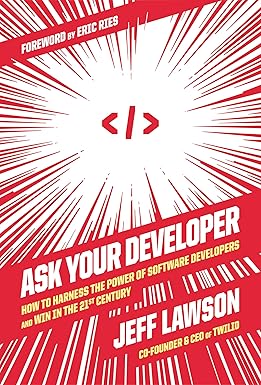 FOREWORD BY ERIC RIES
</>
ASK YOUR DEVELOPER
HOW TO HARNESS THE POWER OF SOFTWARE DEVELOPERS
AND WIN IN THE 21ST CENTURY
JEFF LAWSON
CO-FOUNDER & CEO OF TWILIO